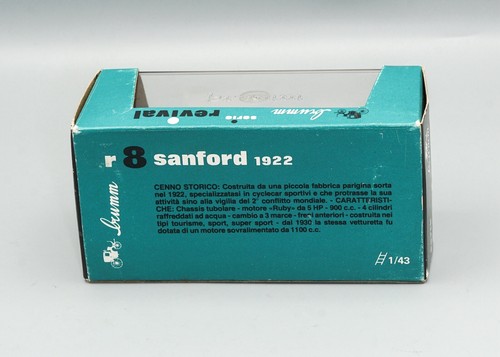 serie
revival
brumm
r 8 sanford 1922
brumm
CENNO STORICO: Costruita da una piccola fabbrica parigina sorta
nel 1922, specializzatasi in cyclecar sportivi e che protresse la sua
attività sino alla vigilia del 2° conflitto mondiale. - CARATTERISTI-
CHE: Chassis tubolare - motore «Ruby» da 5 HP - 900 c.c. - 4 cilindri
raffreddati ad acqua - cambio a 3 marce - freni anteriori - costruita nei
tipi tourisme, sport, super sport - dal 1930 la stessa vetturetta fu
dotate di un motore sovralimentato da 1100 c.c.
1/43